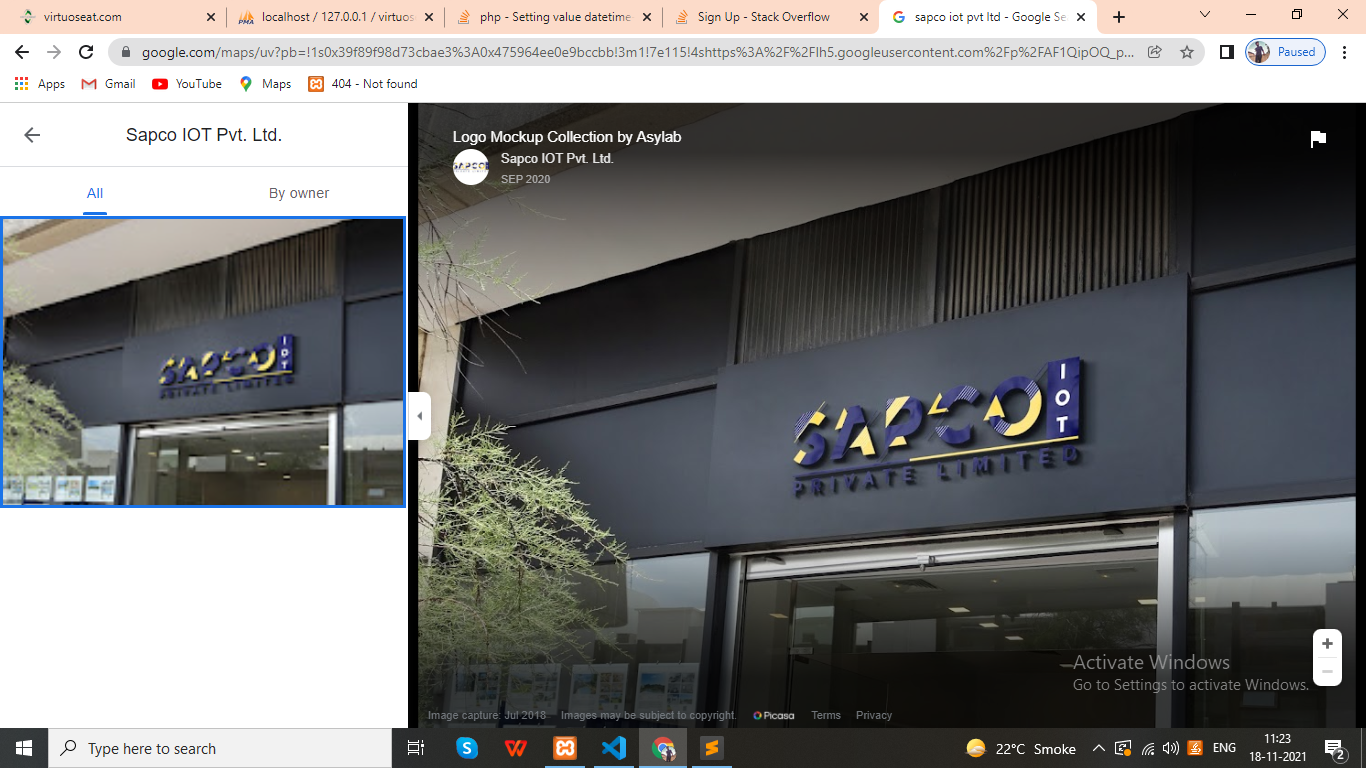 virtuoseat.com
localhost / 127.0.0.1 / virtuos
php - Setting value datetime
Sign Up - Stack Overflow
sapco iot pvt ltd - Google Se
google.com/maps/uv?pb=!1s0x39f89f98d73cbae3%3A0x475964ee0e9bccbb!3m1!7e115!4shttps%3A%2F%2Flh5.googleusercontent.com%2Fp%2FAF1QipOQ_p...
Paused
Apps
Gmail
YouTube
Maps
404 - Not found
Sapco IOT Pvt. Ltd.
All
By owner
SAPCO IOT
PRIVATE LIMITED
Logo Mockup Collection by Asylab
Sapco IOT Pvt. Ltd.
SEP 2020
SAPCO IOT
PRIVATE LIMITED
Activate Windows
Go to Settings to activate Windows.
Image capture: Jul 2018 Images may be subject to copyright. Picasa Terms Privacy
Type here to search
22°C Smoke
ENG
11:23
18-11-2021
2